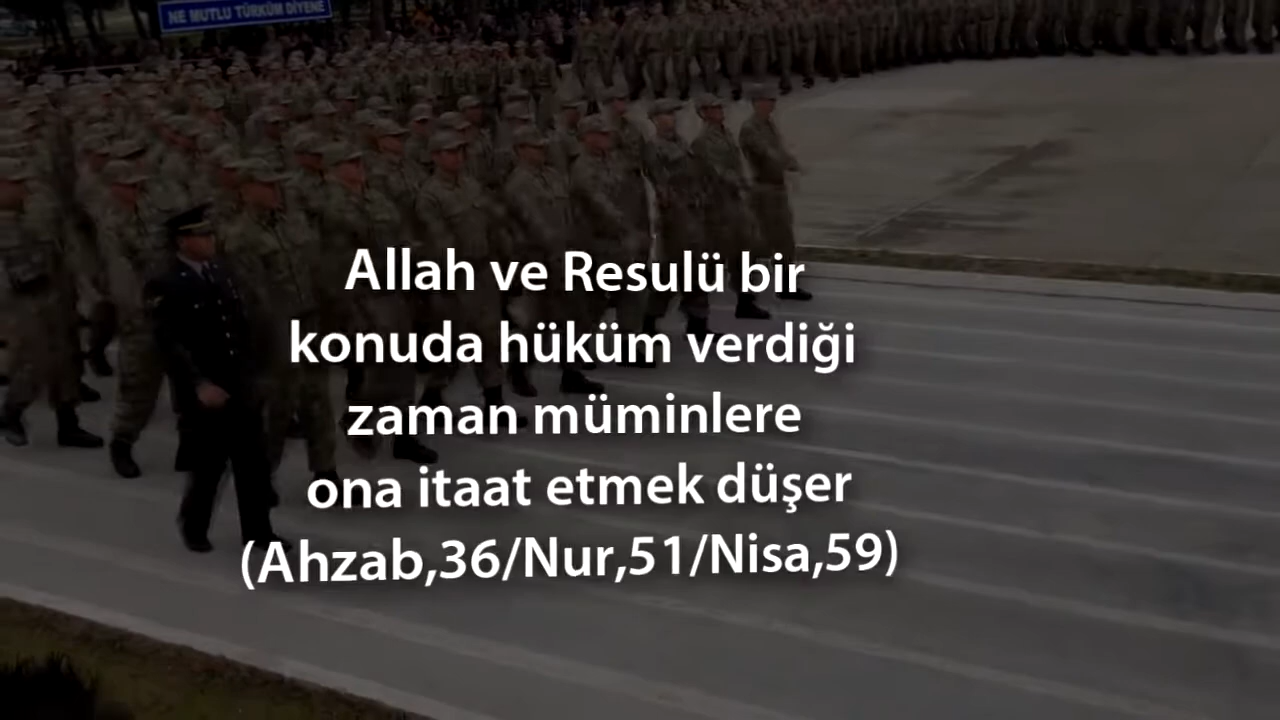 NE MUTLU TÜRKÜM DİYENE
Allah ve Resulü bir
konuda hüküm verdiği
zaman müminlere
ona itaat etmek düşer
(Ahzab,36/Nur,51/Nisa,59)